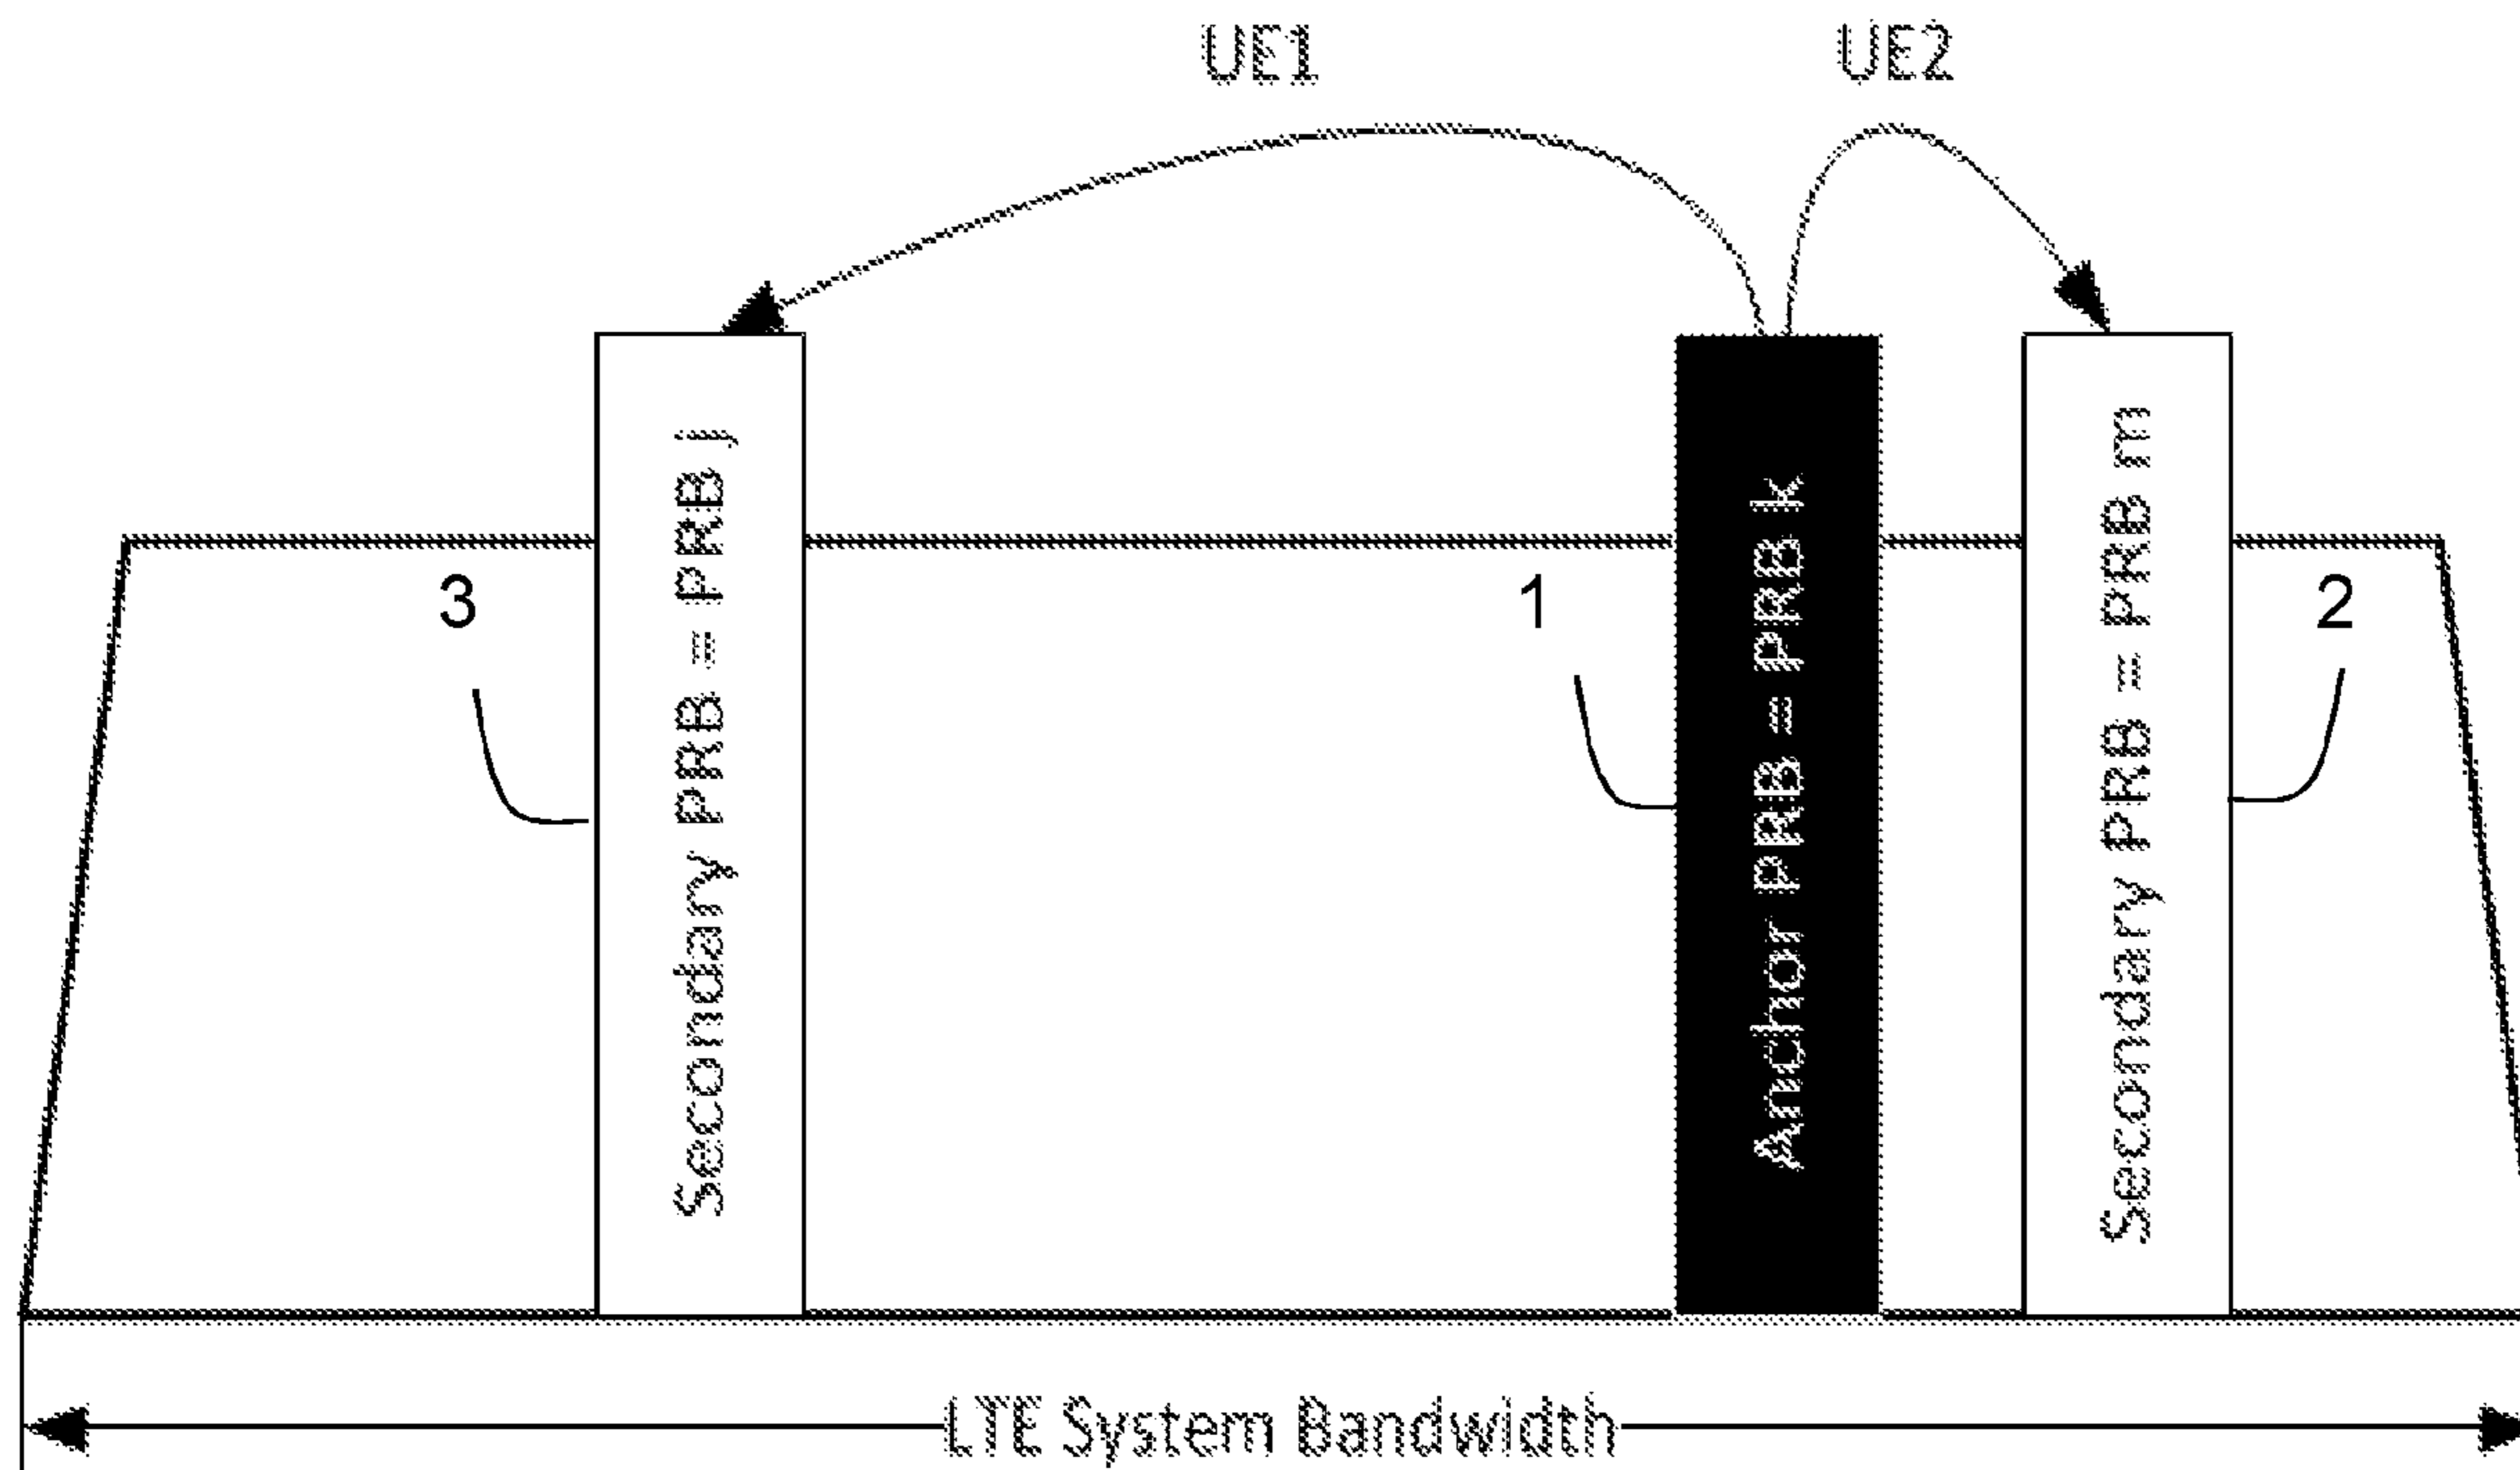 UE1
UE2
3
Secondary PRB = PRB j
1
Anchor PRB = PRB k
Secondary PRB = PRB m
2
LTE System Bandwidth